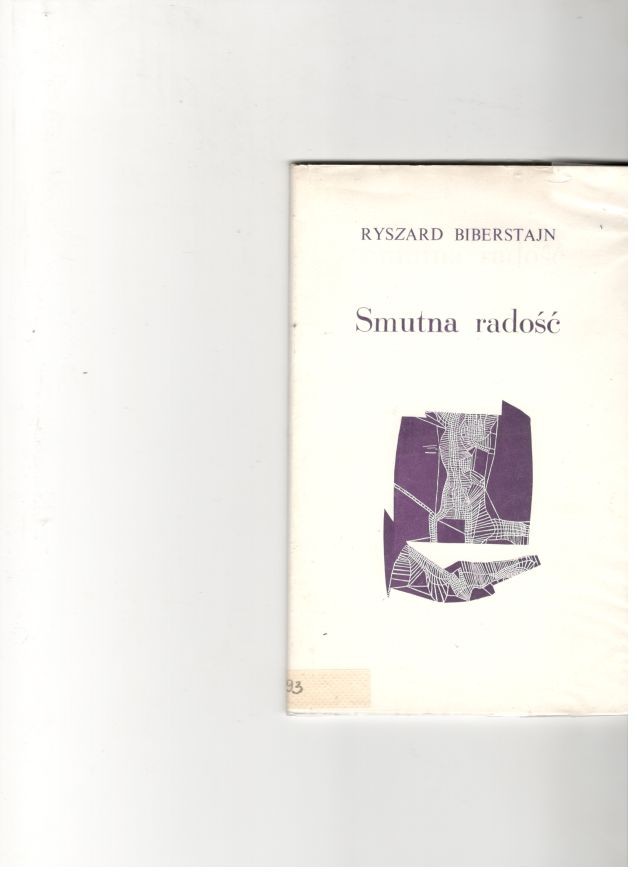 RYSZARD BIBERSTAJN
Smutna radość
93